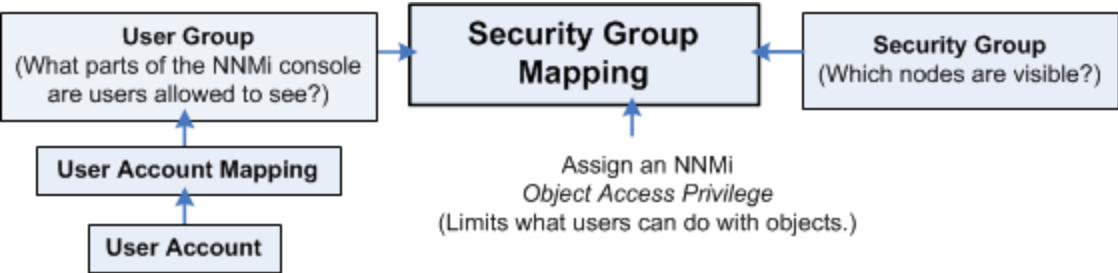 User Group
(What parts of the NNMi console
are users allowed to see?)
Security Group
Mapping
Security Group
(Which nodes are visible?)
User Account Mapping
User Account
Assign an NNMi
Object Access Privilege
(Limits what users can do with objects.)